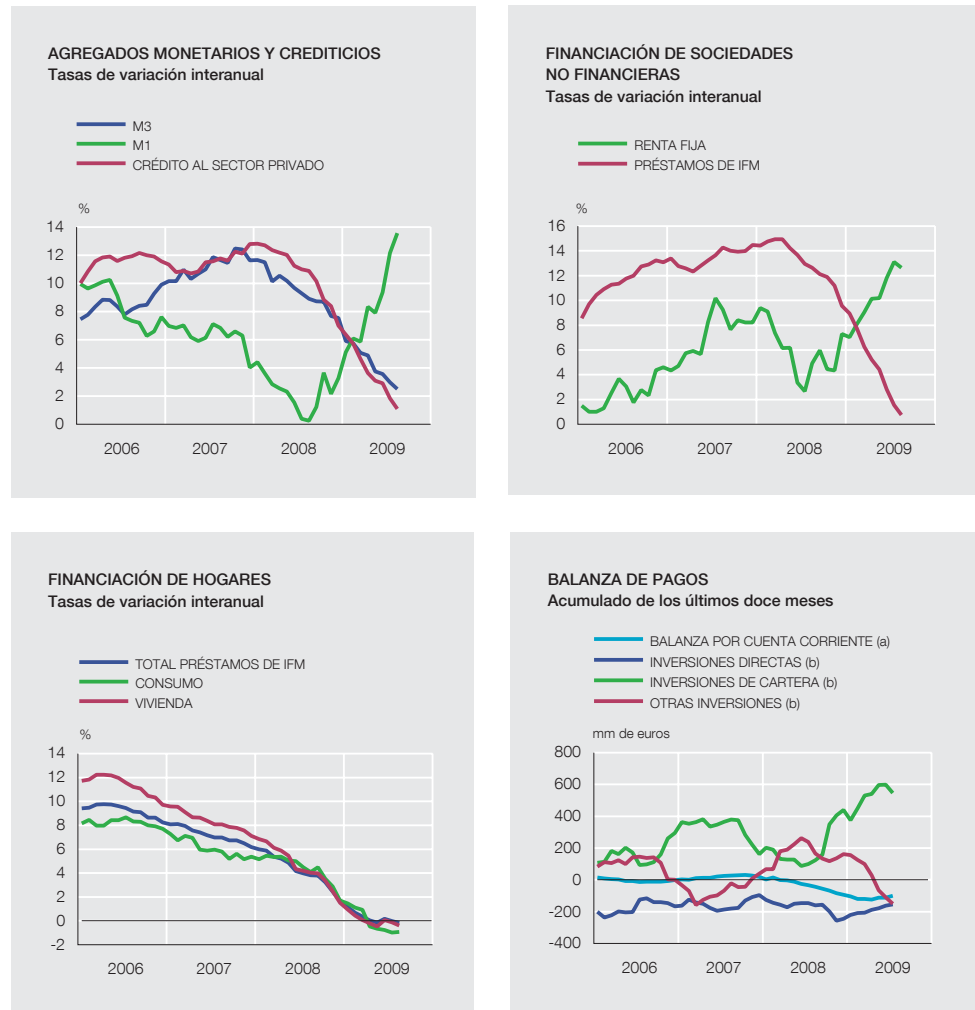 AGREGADOS MONETARIOS Y CREDITICIOS
Tasas de variación interanual
M3
M1
CRÉDITO AL SECTOR PRIVADO
%
14
12
10
8
6
4
2
0
2006 2007 2008 2009
FINANCIACIÓN DE SOCIEDADES
NO FINANCIERAS
Tasas de variación interanual
RENTA FIJA
PRÉSTAMOS DE IFM
%
16
14
12
10
8
6
4
2
0
2006 2007 2008 2009
FINANCIACIÓN DE HOGARES
Tasas de variación interanual
TOTAL PRÉSTAMOS DE IFM
CONSUMO
VIVIENDA
%
14
12
10
8
6
4
2
0
-2
2006 2007 2008 2009
BALANZA DE PAGOS
Acumulado de los últimos doce meses
BALANZA POR CUENTA CORRIENTE (a)
INVERSIONES DIRECTAS (b)
INVERSIONES DE CARTERA (b)
OTRAS INVERSIONES (b)
mm de euros
800
600
400
200
0
-200
-400
2006 2007 2008 2009